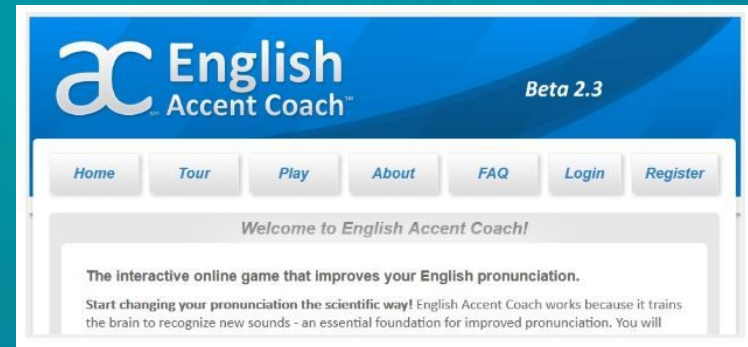 ac English
Accent Coach™
Beta 2.3
Home Tour Play About FAQ Login Register
Welcome to English Accent Coach!
The interactive online game that improves your English pronunciation.
Start changing your pronunciation the scientific way! English Accent Coach works because it trains
the brain to recognize new sounds - an essential foundation for improved pronunciation. You will